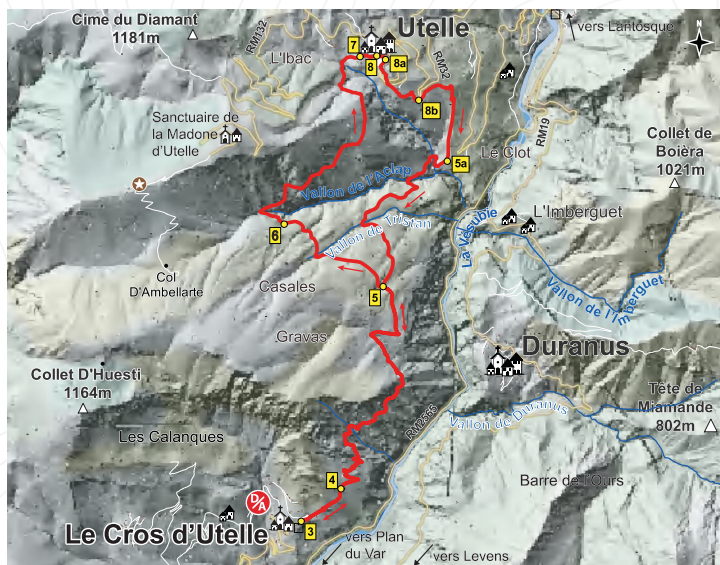 Cime du Diamant
1181m
RM132
L'Ibac
Utelle
7
8
8a
8b
RM32
vers Lantosque
N
Sanctuaire de
la Madone
d'Utelle
5a
Le Clot
RM19
Collet de
Boièra
1021m
Vallon de l'Aclap
6
Vallon de Tristan
La Vésubie
L'Imberguet
Vallon de l'Imberguet
Col
D'Ambellarte
Casales
5
Gravas
Duranus
Collet D'Huesti
1164m
RM2565
Tête de
Miamande
802m
Vallon de Duranus
Les Calanques
Barre de l'Ours
4
D/A
3
Le Cros d'Utelle
vers Plan
du Var
vers Levens